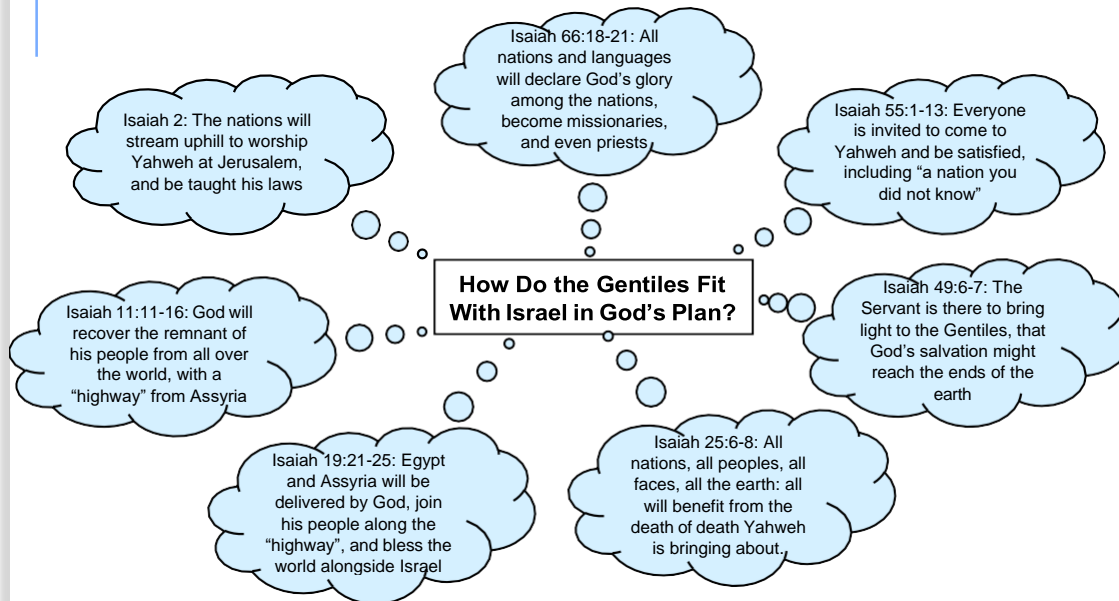 Isaiah 66:18-21: All
nations and languages
will declare God's glory
among the nations,
become missionaries,
and even priests
Isaiah 2: The nations will
stream uphill to worship
Yahweh at Jerusalem,
and be taught his laws
Isaiah 55:1-13: Everyone
is invited to come to
Yahweh and be satisfied,
including “a nation you
did not know”
How Do the Gentiles Fit
With Israel in God's Plan?
Isaiah 11:11-16: God will
recover the remnant of
his people from all over
the world, with a
“highway” from Assyria
Isaiah 49:6-7: The
Servant is there to bring
light to the Gentiles, that
God's salvation might
reach the ends of the
earth
Isaiah 19:21-25: Egypt
and Assyria will be
delivered by God, join
his people along the
“highway”, and bless the
world alongside Israel
Isaiah 25:6-8: All
nations, all peoples, all
faces, all the earth: all
will benefit from the
death of death Yahweh
is bringing about.